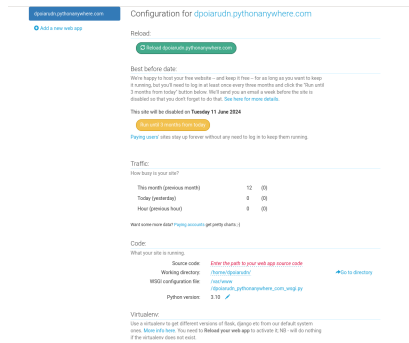 dpoiarudn.pythonanywhere.com
Add a new web app
Configuration for dpoiarudn.pythonanywhere.com
Reload:
Reload dpoiarudn.pythonanywhere.com
Best before date:
We're happy to host your free website – and keep it free – for as long as you want to keep
it running, but you'll need to log in at least once every three months and click the "Run until
3 months from today" button below. We'll send you an email a week before the site is
disabled so that you don't forget to do that. See here for more details.
This site will be disabled on Tuesday 11 June 2024
Run until 3 months from today
Paying users' sites stay up forever without any need to log in to keep them running.
Traffic:
How busy is your site?
This month (previous month) 12 (0)
Today (yesterday) 0 (0)
Hour (previous hour) 0 (0)
Want some more data? Paying accounts get pretty charts ;-)
Code:
What your site is running.
Source code: Enter the path to your web app source code
Working directory: /home/dpoiarudn/ Go to directory
WSGI configuration file: /var/www
/dpoiarudn_pythonanywhere_com_wsgi.py
Python version: 3.10
Virtualenv:
Use a virtualenv to get different versions of flask, django etc from our default system
ones. More info here. You need to Reload your web app to activate it; NB - will do nothing
if the virtualenv does not exist.